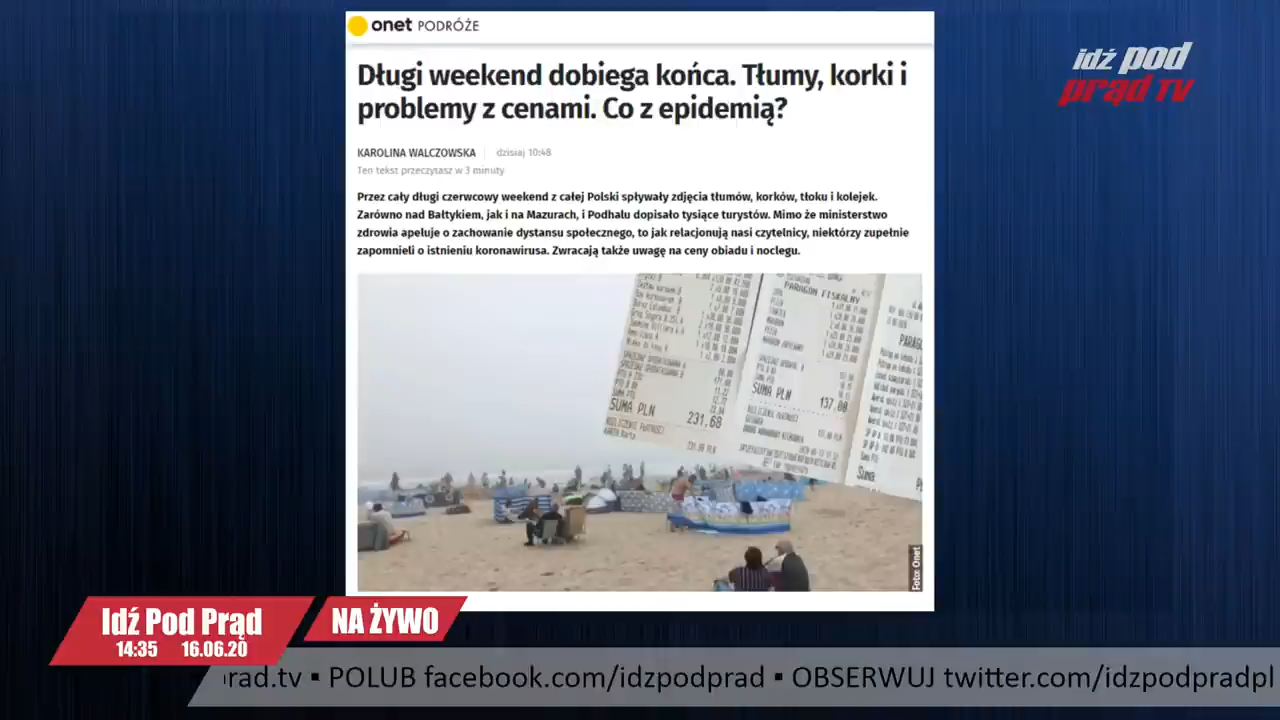 onet PODRÓŻE
Długi weekend dobiega końca. Tłumy, korki i
problemy z cenami. Co z epidemią?
KAROLINA WALCZOWSKA dzisiaj 10:48
Ten tekst przeczytasz w 3 minuty
Przez cały długi czerwcowy weekend z całej Polski spływały zdjęcia tłumów, korków, tłoku i kolejek.
Zarówno nad Bałtykiem, jak i na Mazurach, i Podhalu dopisało tysiące turystów. Mimo że ministerstwo
zdrowia apeluje o zachowanie dystansu społecznego, to jak relacjonują nasi czytelnicy, niektórzy zupełnie
zapomnieli o istnieniu koronawirusa. Zwracają także uwagę na ceny obiadu i noclegu.
PARAGON FISKALNY
SUMA PLN 231,68
SUMA PLN 137,00
Foto: Onet
idź pod
prąd TV
Idź Pod Prąd
14:35 16.06.20
NA ŻYWO
rad.tv ▪ POLUB facebook.com/idzpodprad ▪ OBSERWUJ twitter.com/idzpodpradpl